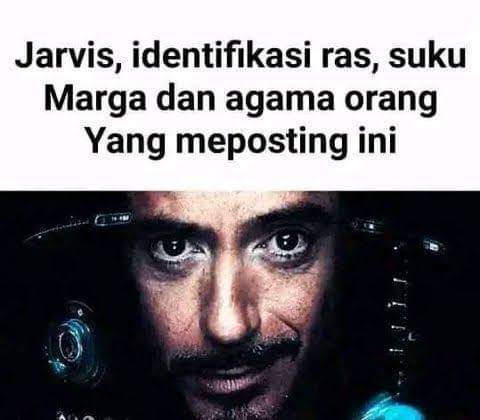 Jarvis, identifikasi ras, suku
Marga dan agama orang
Yang meposting ini